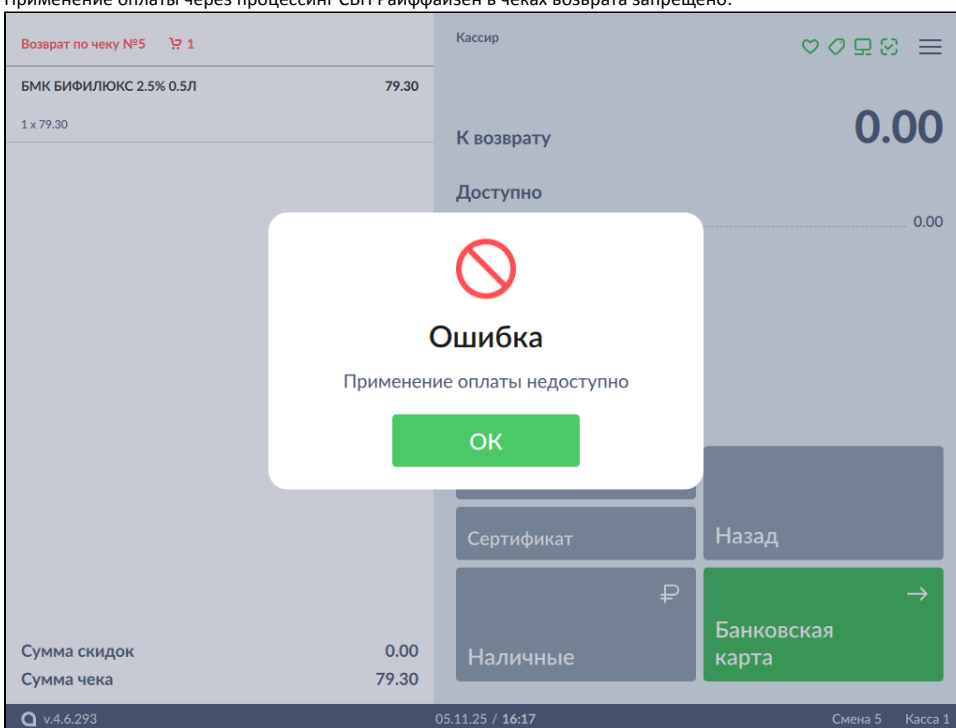 Применение оплаты через процессинг СБП Райффайзен в чеках возврата запрещено.
Возврат по чеку №5 1
Кассир
БМК БИФИЛЮКС 2.5% 0.5Л 79.30
1 x 79.30
К возврату 0.00
Доступно
0.00
Ошибка
Применение оплаты недоступно
ОК
Сертификат
Назад
Наличные
Банковская
карта
Сумма скидок 0.00
Сумма чека 79.30
v.4.6.293
05.11.25 / 16:17
Смена 5 Касса 1